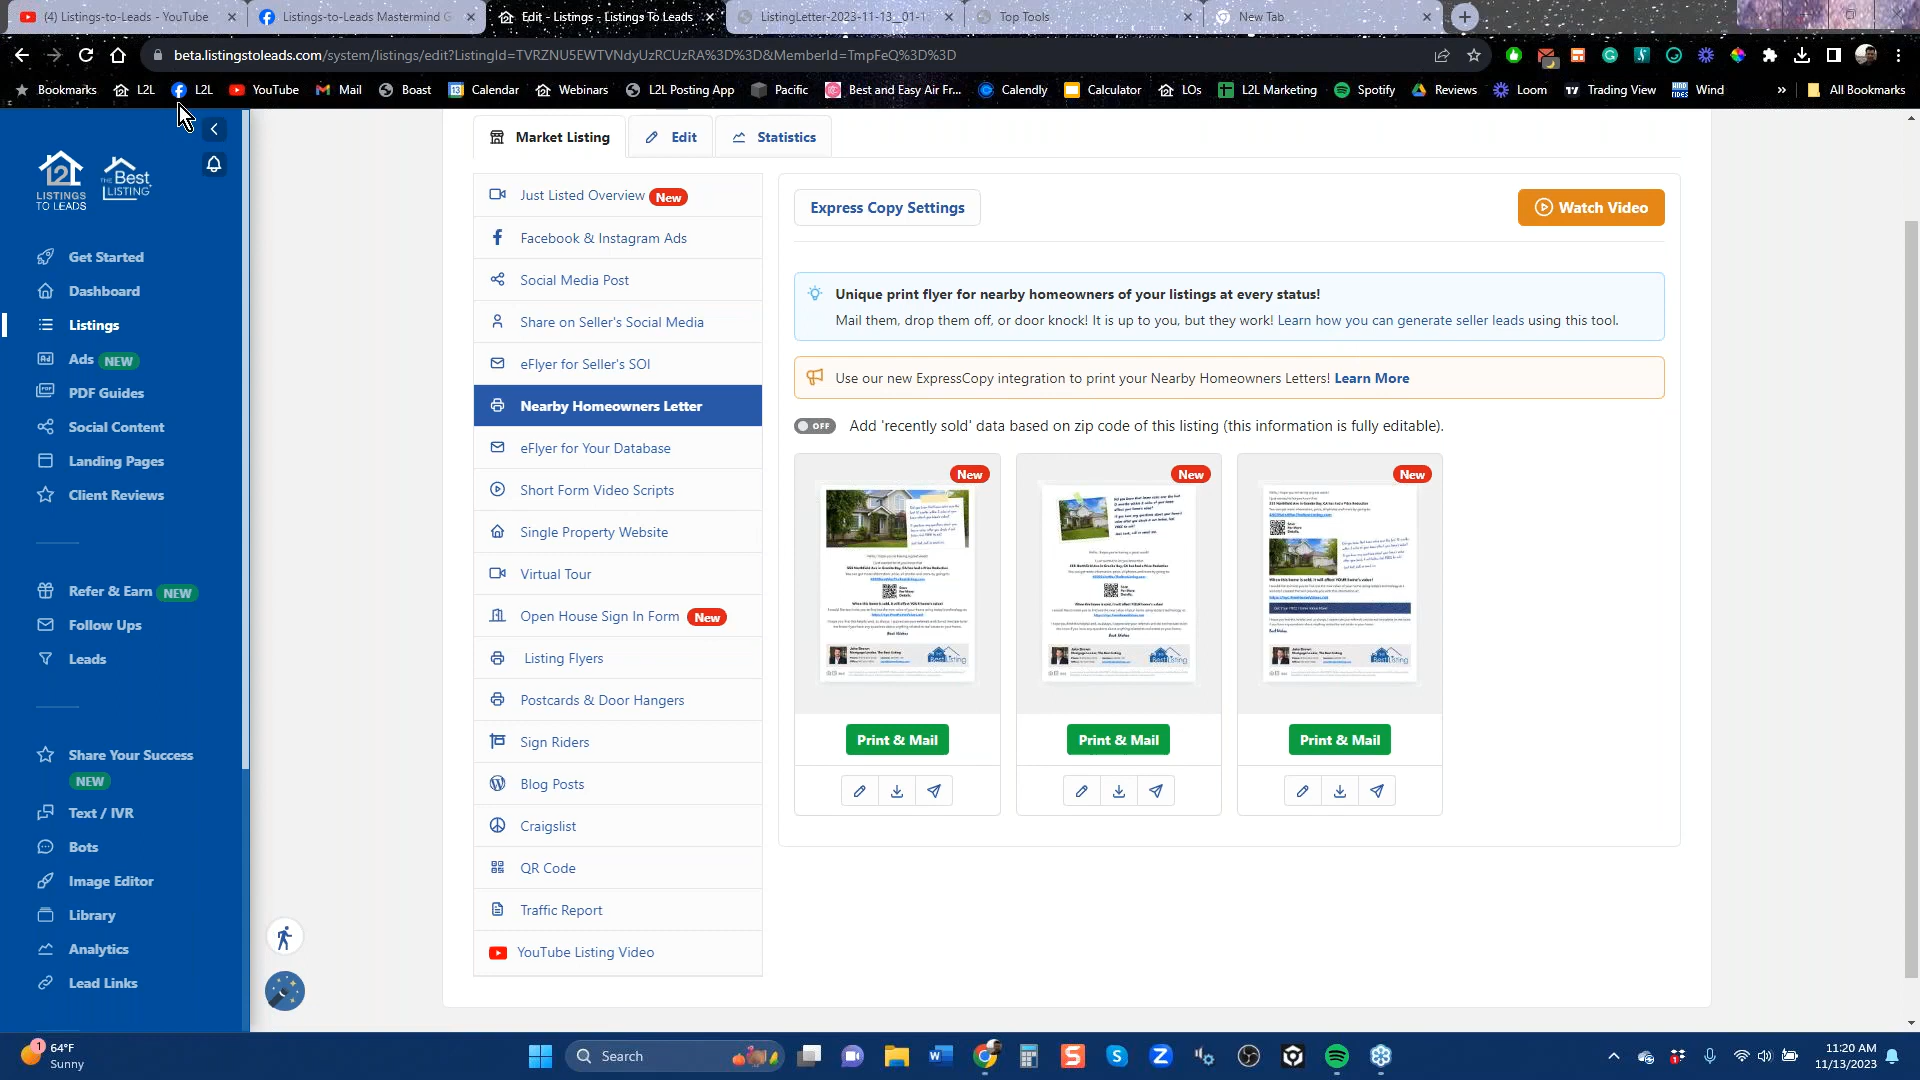 (4) Listings-to-Leads - YouTube
Listings-to-Leads Mastermind G
Edit - Listings - Listings To Leads
ListingLetter-2023-11-13__01-1
Top Tools
New Tab
beta.listingstoleads.com/system/listings/edit?ListingId=TVRZNU5EWTVNdyUzRCUzRA%3D%3D&MemberId=TmpFeQ%3D%3D
Bookmarks
L2L
L2L
YouTube
Mail
Boast
Calendar
Webinars
L2L Posting App
Pacific
Best and Easy Air Fr...
Calendly
Calculator
LOs
L2L Marketing
Spotify
Reviews
Loom
Trading View
Wind
»
All Bookmarks
L2L
LISTINGS
TO LEADS
THE
Best
LISTING
Get Started
Dashboard
Listings
Ads NEW
PDF Guides
Social Content
Landing Pages
Client Reviews
Refer & Earn NEW
Follow Ups
Leads
Share Your Success
NEW
Text / IVR
Bots
Image Editor
Library
Analytics
Lead Links
Market Listing
Edit
Statistics
Just Listed Overview New
Facebook & Instagram Ads
Social Media Post
Share on Seller's Social Media
eFlyer for Seller's SOI
Nearby Homeowners Letter
eFlyer for Your Database
Short Form Video Scripts
Single Property Website
Virtual Tour
Open House Sign In Form New
Listing Flyers
Postcards & Door Hangers
Sign Riders
Blog Posts
Craigslist
QR Code
Traffic Report
YouTube Listing Video
Express Copy Settings
Watch Video
Unique print flyer for nearby homeowners of your listings at every status!
Mail them, drop them off, or door knock! It is up to you, but they work! Learn how you can generate seller leads using this tool.
Use our new ExpressCopy integration to print your Nearby Homeowners Letters! Learn More
OFF Add 'recently sold' data based on zip code of this listing (this information is fully editable).
New
New
New
Print & Mail
Print & Mail
Print & Mail
1
64°F
Sunny
Search
11:20 AM
11/13/2023